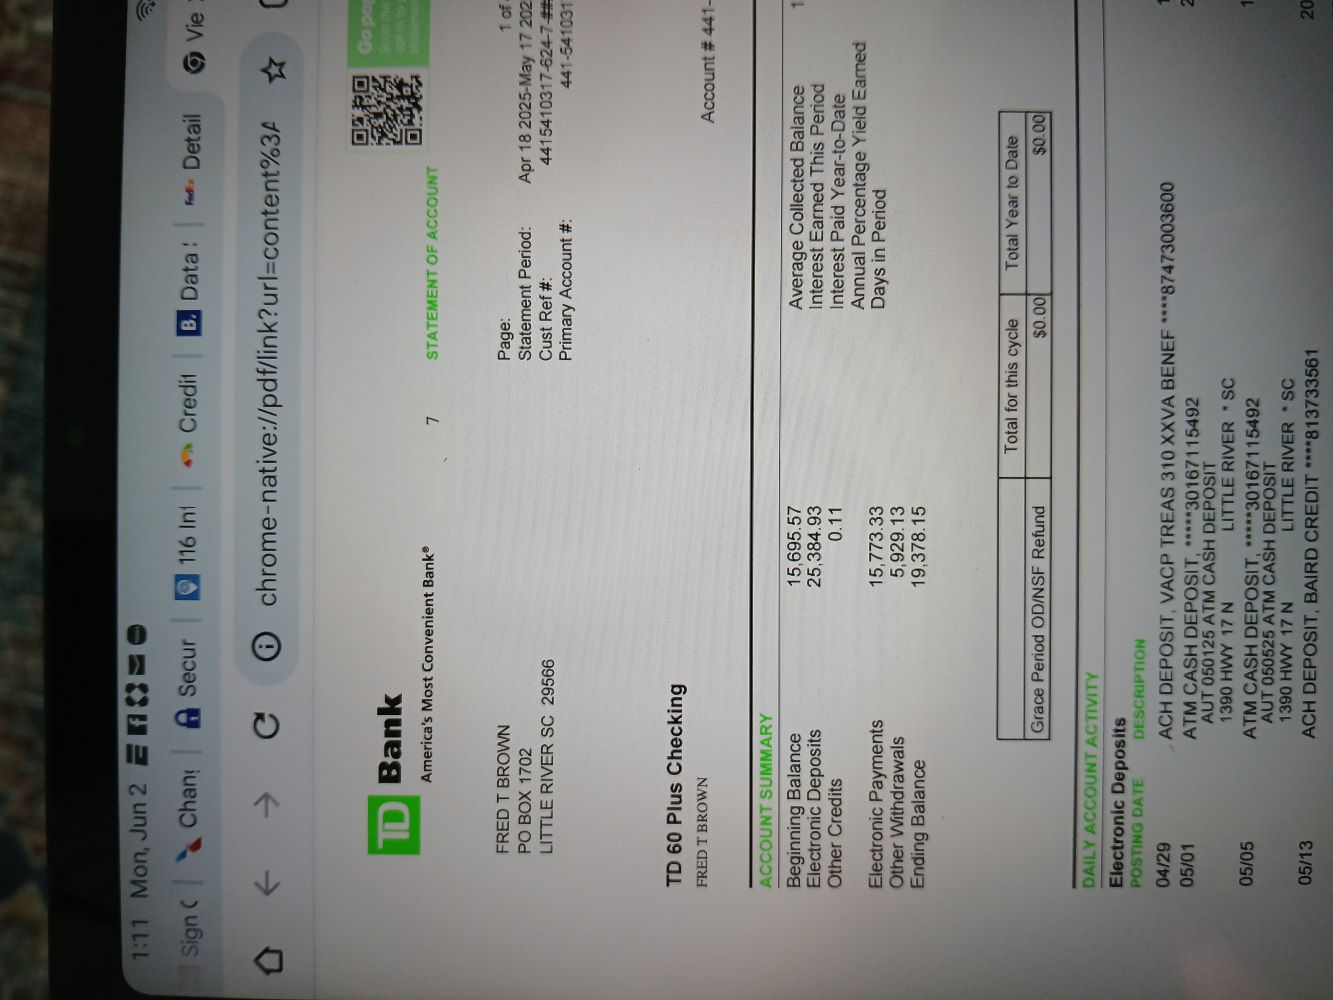 1:11 Mon, Jun 2
Sign
Chan
Secur
116 Int
Credit
B. Data
FedEx Detail
Vie
chrome-native://pdf/link?url=content%3A
TD Bank
America's Most Convenient Bank®
7
STATEMENT OF ACCOUNT
Go pap
FRED T BROWN
PO BOX 1702
LITTLE RIVER SC 29566
Page: 1 of
Statement Period: Apr 18 2025-May 17 202
Cust Ref #: 4415410317-624-7-##
Primary Account #: 441-541031
TD 60 Plus Checking
FRED T BROWN
Account # 441-
ACCOUNT SUMMARY
Beginning Balance 15,695.57
Electronic Deposits 25,384.93
Other Credits 0.11
Electronic Payments 15,773.33
Other Withdrawals 5,929.13
Ending Balance 19,378.15
Average Collected Balance 1
Interest Earned This Period
Interest Paid Year-to-Date
Annual Percentage Yield Earned
Days in Period
Total for this cycle Total Year to Date
Grace Period OD/NSF Refund $0.00 $0.00
DAILY ACCOUNT ACTIVITY
Electronic Deposits
POSTING DATE DESCRIPTION
04/29 ACH DEPOSIT, VACP TREAS 310 XXVA BENEF ****87473003600 1
05/01 ATM CASH DEPOSIT, *****30167115492 2
AUT 050125 ATM CASH DEPOSIT
1390 HWY 17 N LITTLE RIVER * SC
05/05 ATM CASH DEPOSIT, *****30167115492 1
AUT 050525 ATM CASH DEPOSIT
1390 HWY 17 N LITTLE RIVER * SC
05/13 ACH DEPOSIT, BAIRD CREDIT ****813733561 20